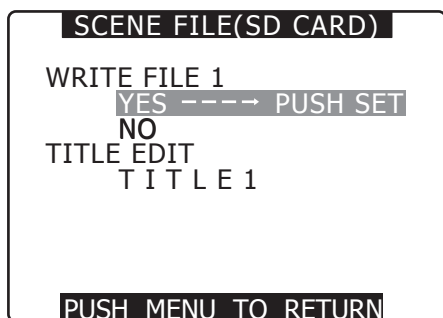 SCENE FILE(SD CARD)
WRITE FILE 1
YES ----→ PUSH SET
NO
TITLE EDIT
T I T L E 1
PUSH MENU TO RETURN